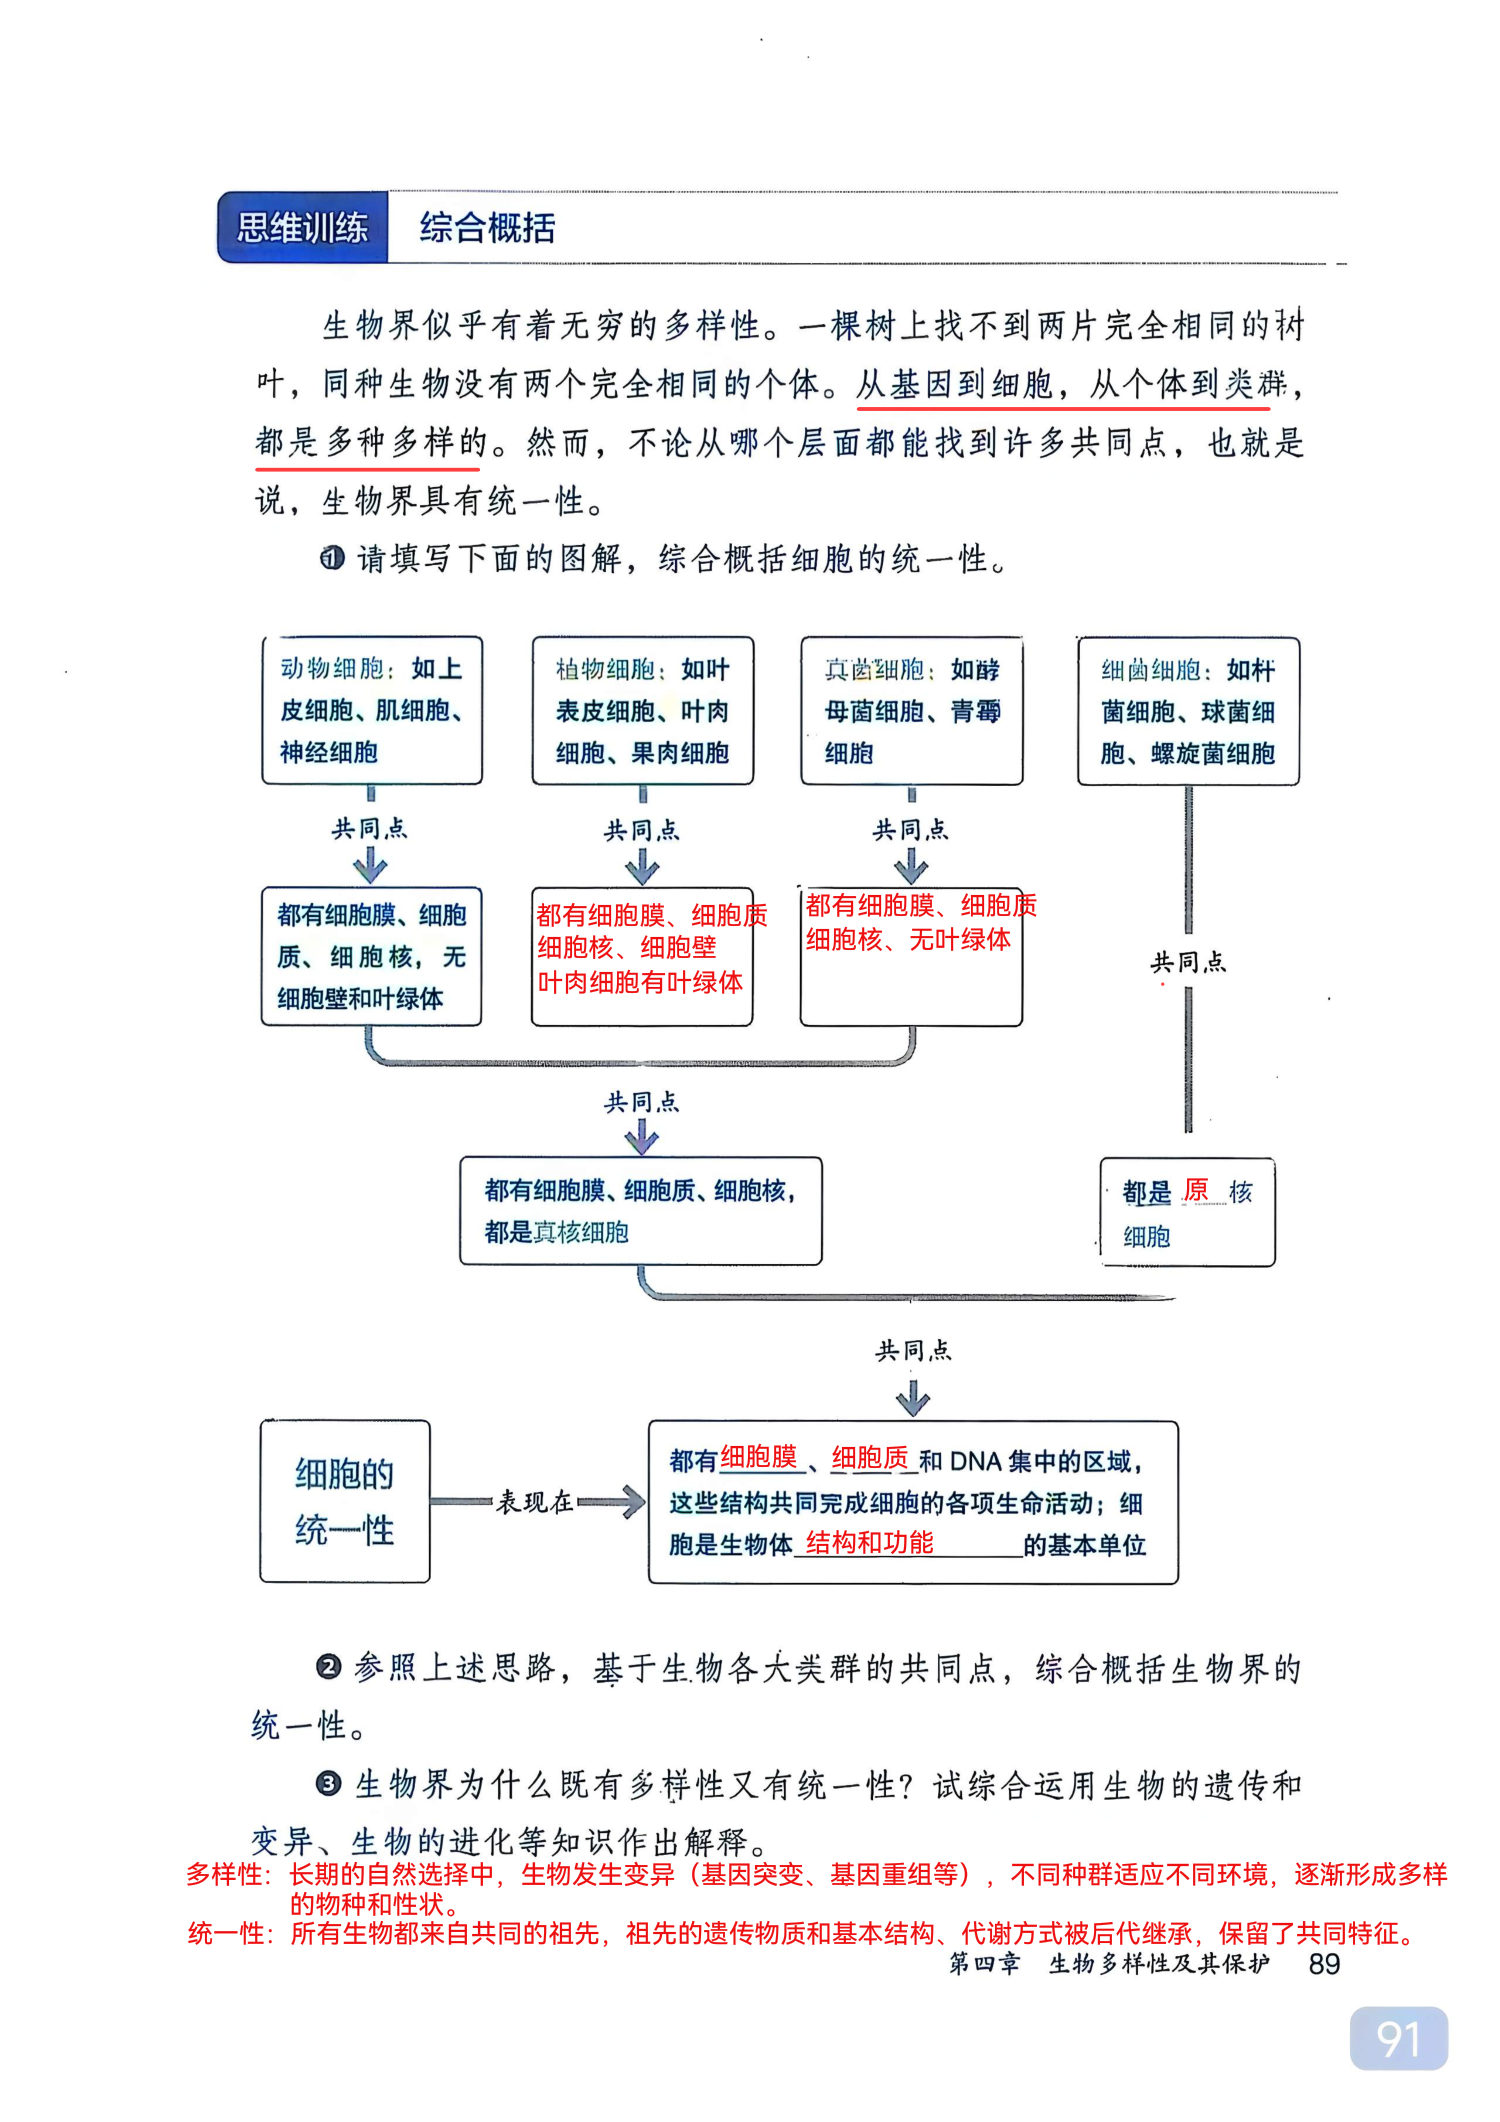 思维训练 综合概括
生物界似乎有着无穷的多样性。一棵树上找不到两片完全相同的树
叶，同种生物没有两个完全相同的个体。从基因到细胞，从个体到类群，
都是多种多样的。然而，不论从哪个层面都能找到许多共同点，也就是
说，生物界具有统一性。
❶ 请填写下面的图解，综合概括细胞的统一性。
动物细胞：如上
皮细胞、肌细胞、
神经细胞
植物细胞：如叶
表皮细胞、叶肉
细胞、果肉细胞
真菌细胞：如酵
母菌细胞、青霉
细胞
细菌细胞：如杆
菌细胞、球菌细
胞、螺旋菌细胞
共同点
共同点
共同点
都有细胞膜、细胞
质、细胞核，无
细胞壁和叶绿体
都有细胞膜、细胞质
细胞核、细胞壁
叶肉细胞有叶绿体
都有细胞膜、细胞质
细胞核、无叶绿体
共同点
共同点
都有细胞膜、细胞质、细胞核，
都是真核细胞
都是 原 核
细胞
共同点
细胞的
统一性
表现在
都有细胞膜、细胞质和 DNA 集中的区域，
这些结构共同完成细胞的各项生命活动；细
胞是生物体 结构和功能 的基本单位
❷ 参照上述思路，基于生物各大类群的共同点，综合概括生物界的
统一性。
❸ 生物界为什么既有多样性又有统一性？试综合运用生物的遗传和
变异、生物的进化等知识作出解释。
多样性：长期的自然选择中，生物发生变异（基因突变、基因重组等），不同种群适应不同环境，逐渐形成多样
的物种和性状。
统一性：所有生物都来自共同的祖先，祖先的遗传物质和基本结构、代谢方式被后代继承，保留了共同特征。
第四章 生物多样性及其保护 89
91